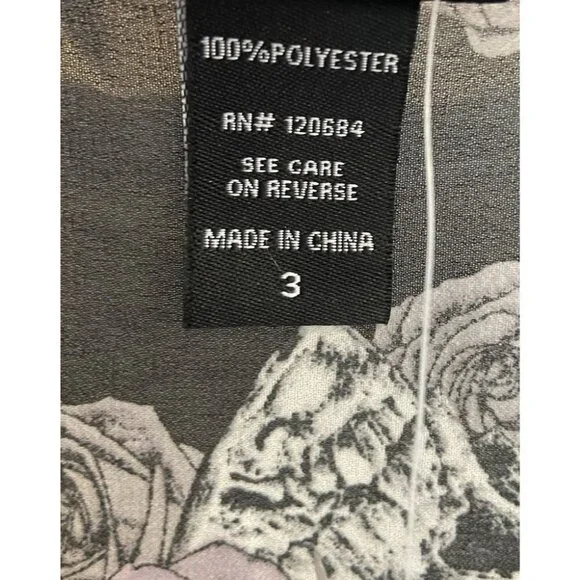 100%POLYESTER
RN# 120684
SEE CARE
ON REVERSE
MADE IN CHINA
3